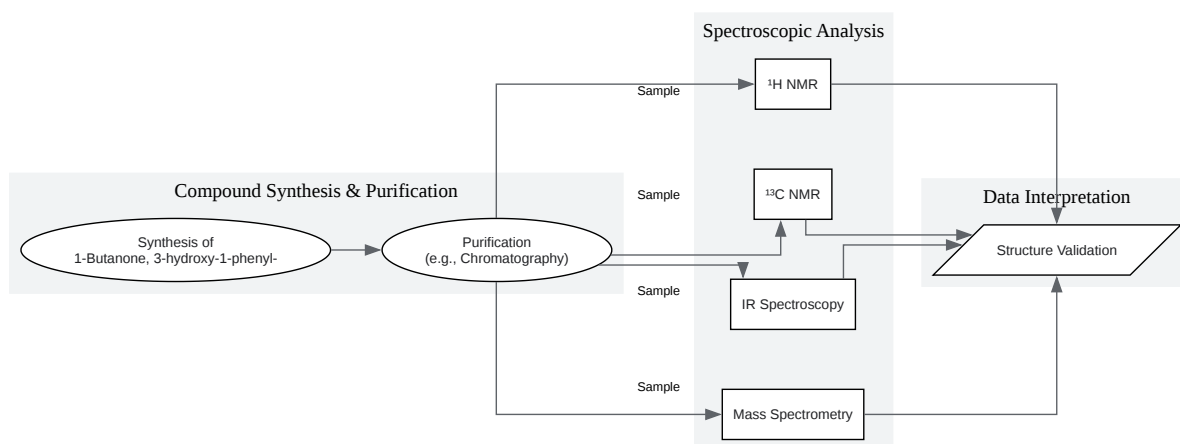 Spectroscopic Analysis
¹H NMR
Sample
Compound Synthesis & Purification
Sample
¹³C NMR
Data Interpretation
Synthesis of
1-Butanone, 3-hydroxy-1-phenyl-
Purification
(e.g., Chromatography)
Structure Validation
Sample
IR Spectroscopy
Sample
Mass Spectrometry